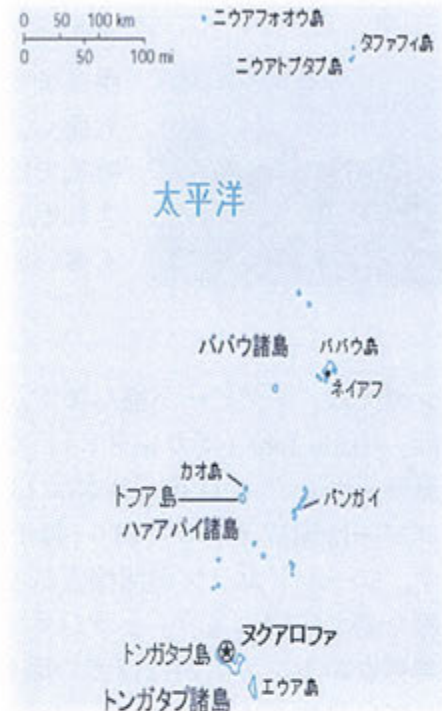 0 50 100 km
0 50 100 mi
ニウアフォオウ島
タファフィ島
ニウアトプタプ島
太平洋
ババウ諸島
ババウ島
ネイアフ
カオ島
トフア島
パンガイ
ハァアパイ諸島
ヌクアロファ
トンガタプ島
エウア島
トンガタプ諸島